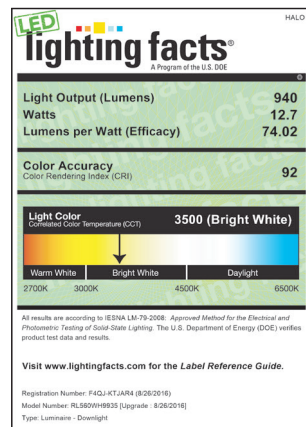 HALO
LED
lighting facts®
A Program of the U.S. DOE
Light Output (Lumens) 940
Watts 12.7
Lumens per Watt (Efficacy) 74.02
Color Accuracy
Color Rendering Index (CRI) 92
Light Color
Correlated Color Temperature (CCT) 3500 (Bright White)
Warm White Bright White Daylight
2700K 3000K 4500K 6500K
All results are according to IESNA LM-79-2008: Approved Method for the Electrical and
Photometric Testing of Solid-State Lighting. The U.S. Department of Energy (DOE) verifies
product test data and results.
Visit www.lightingfacts.com for the Label Reference Guide.
Registration Number: F4QJ-KTJAR4 (8/26/2016)
Model Number: RL560WH9935 [Upgrade : 8/26/2016]
Type: Luminaire - Downlight